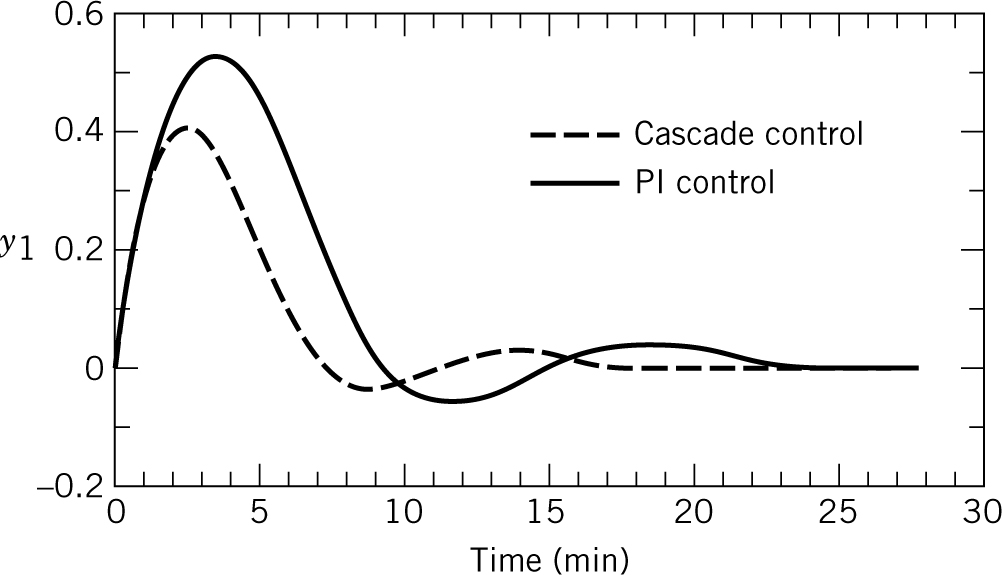 0.6
0.4
Cascade control
PI control
y1 0.2
0
–0.2
0 5 10 15 20 25 30
Time (min)